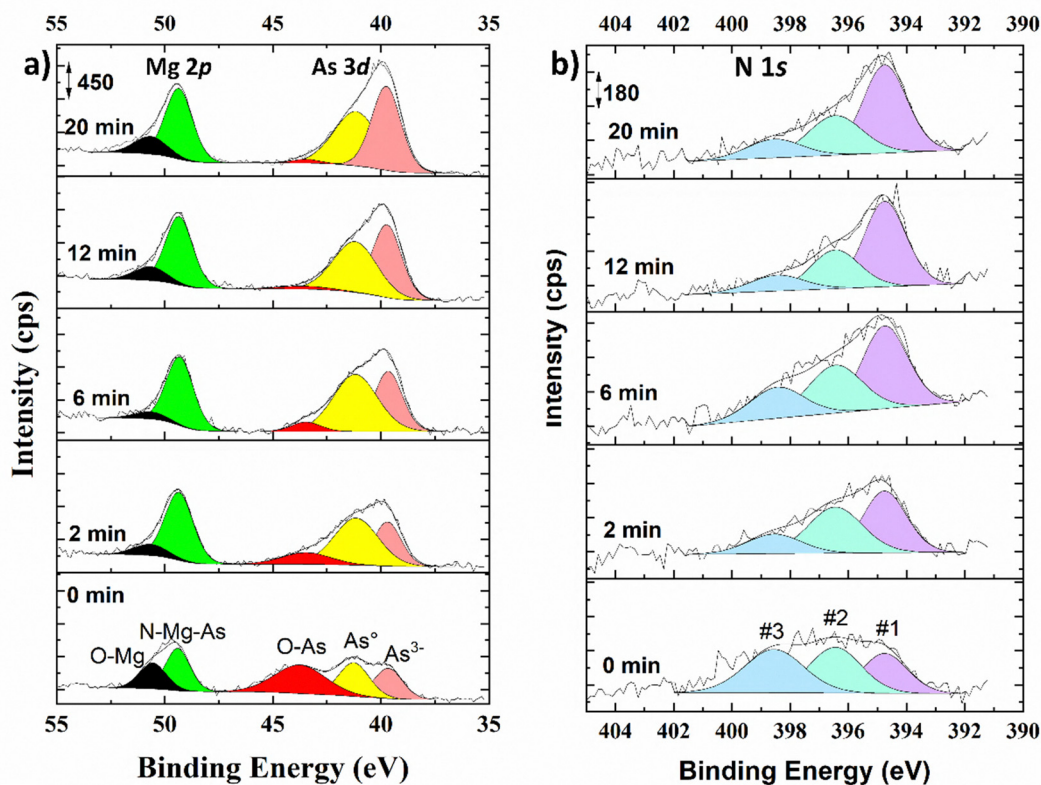 55 50 45 40 35
a)
450
Mg 2p
As 3d
20 min
12 min
6 min
2 min
0 min
O-Mg
N-Mg-As
O-As
As°
As³⁻
55 50 45 40 35
Intensity (cps)
Binding Energy (eV)
404 402 400 398 396 394 392 390
b)
180
N 1s
20 min
12 min
6 min
2 min
0 min
#3
#2
#1
404 402 400 398 396 394 392 390
Intensity (cps)
Binding Energy (eV)